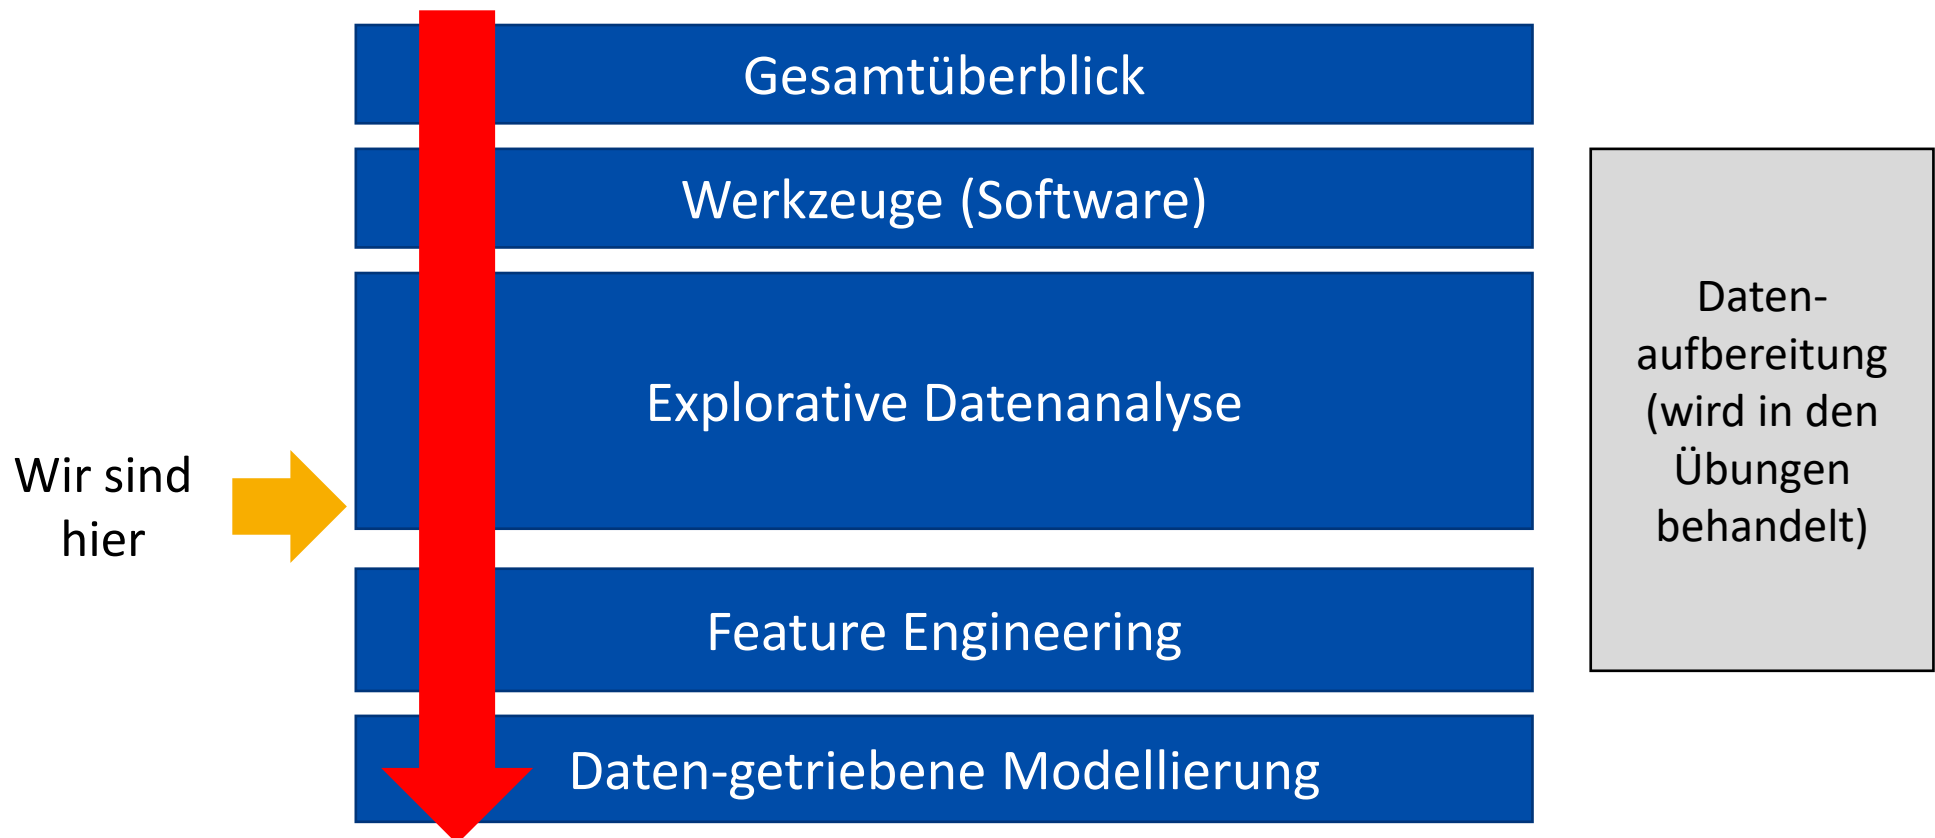 Gesamtüberblick
Werkzeuge (Software)
Explorative Datenanalyse
Wir sind
hier
Feature Engineering
Daten-getriebene Modellierung
Daten-
aufbereitung
(wird in den
Übungen
behandelt)